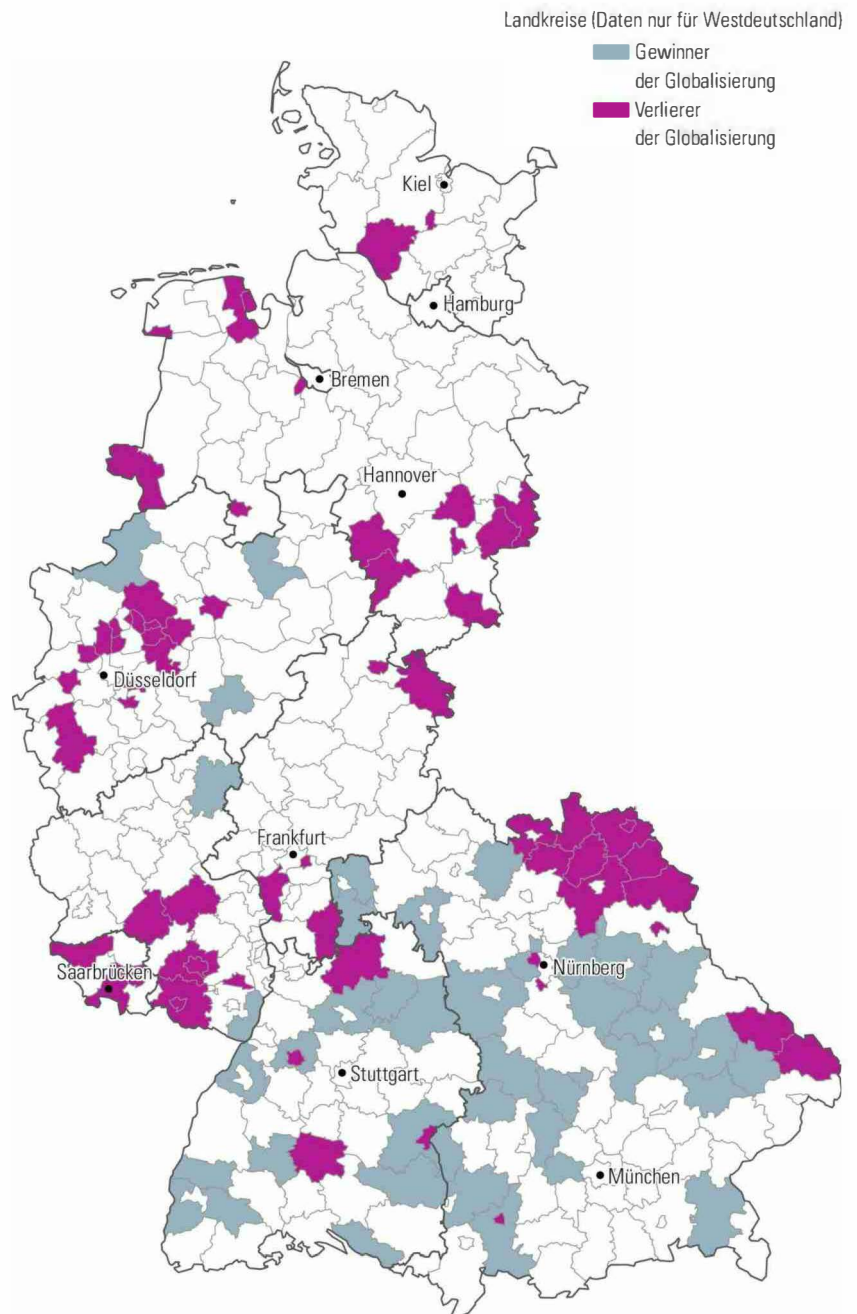 Landkreise (Daten nur für Westdeutschland)
Gewinner
der Globalisierung
Verlierer
der Globalisierung
Kiel
Hamburg
Bremen
Hannover
Düsseldorf
Frankfurt
Saarbrücken
Nürnberg
Stuttgart
München